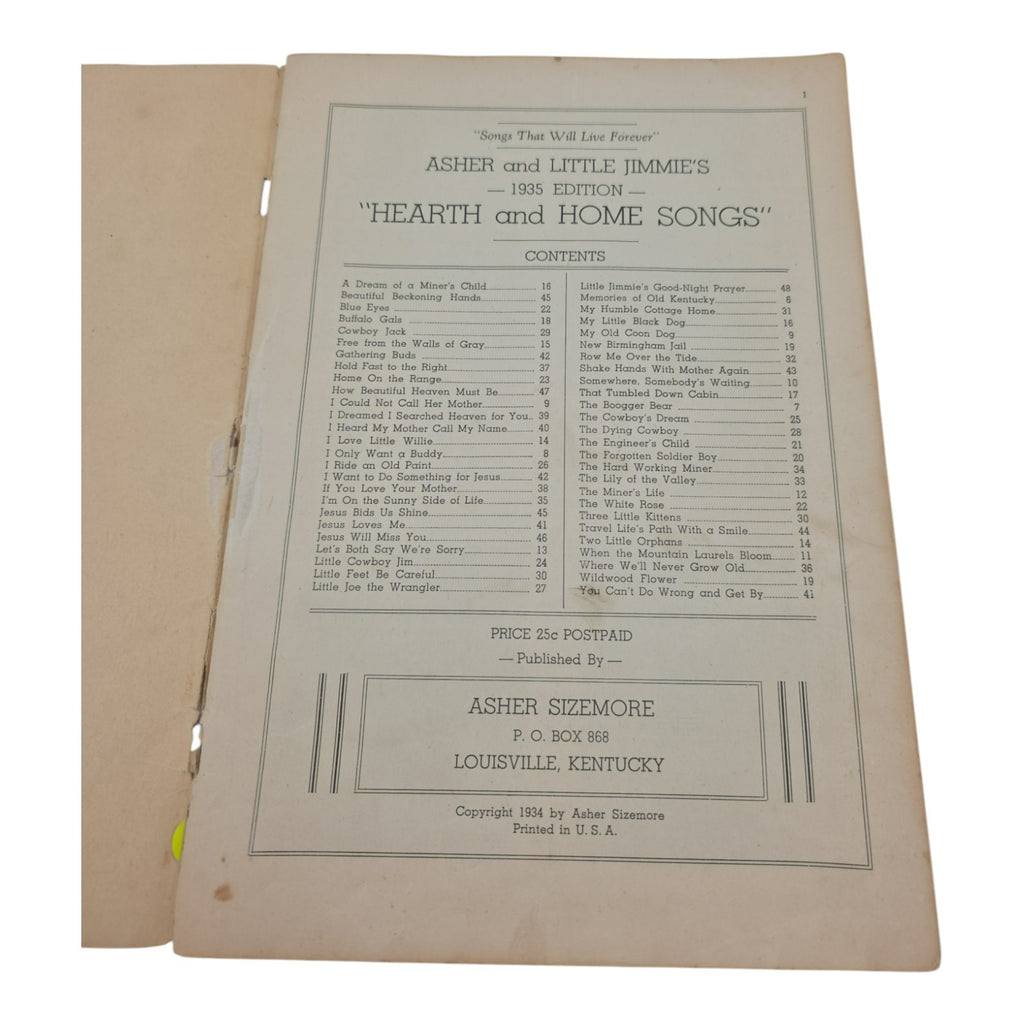 1
"Songs That Will Live Forever"
ASHER and LITTLE JIMMIE'S
— 1935 EDITION —
"HEARTH and HOME SONGS"
CONTENTS
A Dream of a Miner's Child 16
Beautiful Beckoning Hands 45
Blue Eyes 22
Buffalo Gals 18
Cowboy Jack 29
Free from the Walls of Gray 15
Gathering Buds 42
Hold Fast to the Right 37
Home On the Range 23
How Beautiful Heaven Must Be 47
I Could Not Call Her Mother 9
I Dreamed I Searched Heaven for You 39
I Heard My Mother Call My Name 40
I Love Little Willie 14
I Only Want a Buddy 8
I Ride an Old Paint 26
I Want to Do Something for Jesus 42
If You Love Your Mother 38
I'm On the Sunny Side of Life 35
Jesus Bids Us Shine 45
Jesus Loves Me 41
Jesus Will Miss You 46
Let's Both Say We're Sorry 13
Little Cowboy Jim 24
Little Feet Be Careful 30
Little Joe the Wrangler 27
Little Jimmie's Good-Night Prayer 48
Memories of Old Kentucky 6
My Humble Cottage Home 31
My Little Black Dog 16
My Old Coon Dog 9
New Birmingham Jail 19
Row Me Over the Tide 32
Shake Hands With Mother Again 43
Somewhere, Somebody's Waiting 10
That Tumbled Down Cabin 17
The Boogger Bear 7
The Cowboy's Dream 25
The Dying Cowboy 28
The Engineer's Child 21
The Forgotten Soldier Boy 20
The Hard Working Miner 34
The Lily of the Valley 33
The Miner's Life 12
The White Rose 22
Three Little Kittens 30
Travel Life's Path With a Smile 44
Two Little Orphans 14
When the Mountain Laurels Bloom 11
Where We'll Never Grow Old 36
Wildwood Flower 19
You Can't Do Wrong and Get By 41
PRICE 25c POSTPAID
— Published By —
ASHER SIZEMORE
P. O. BOX 868
LOUISVILLE, KENTUCKY
Copyright 1934 by Asher Sizemore
Printed in U. S. A.